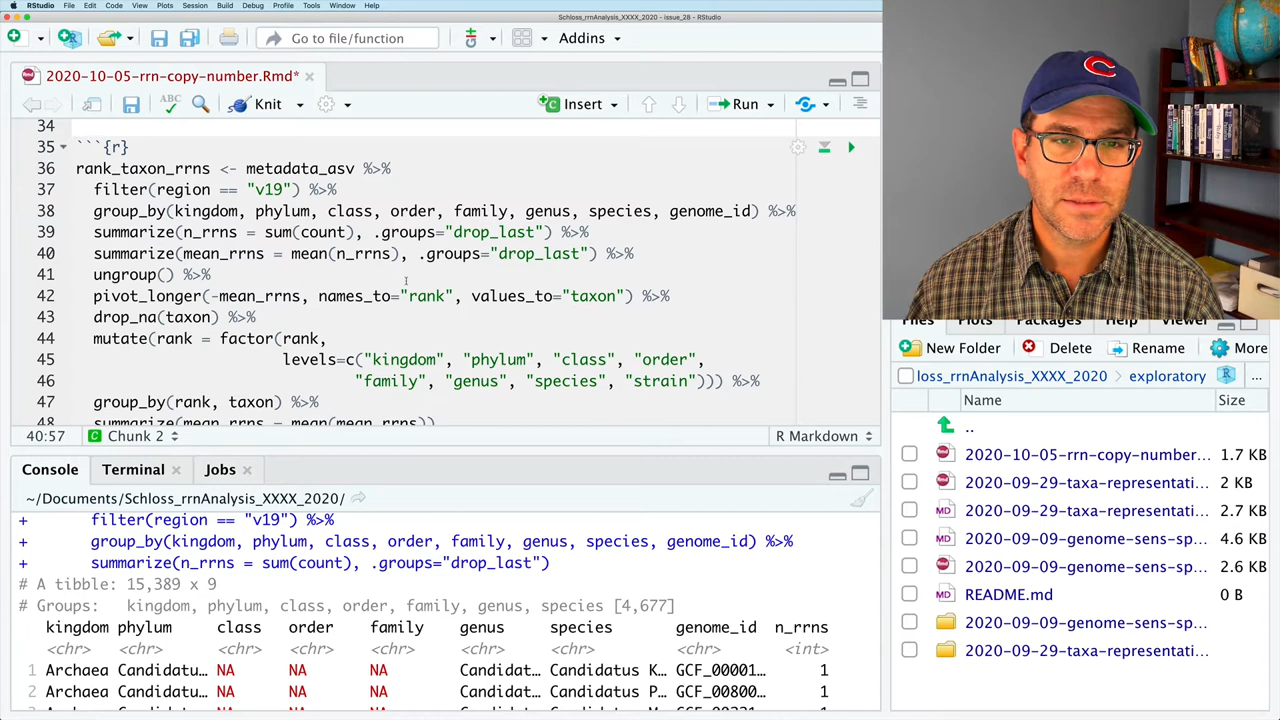 RStudio File Edit Code View Plots Session Build Debug Profile Tools Window Help
Schloss_rrnAnalysis_XXXX_2020 - issue_28 - RStudio
Go to file/function
Addins
2020-10-05-rrn-copy-number.Rmd*
ABC
Knit
Insert
Run
34
35 ```{r}
36 rank_taxon_rrns <- metadata_asv %>%
37 filter(region == "v19") %>%
38 group_by(kingdom, phylum, class, order, family, genus, species, genome_id) %>%
39 summarize(n_rrns = sum(count), .groups="drop_last") %>%
40 summarize(mean_rrns = mean(n_rrns), .groups="drop_last") %>%
41 ungroup() %>%
42 pivot_longer(-mean_rrns, names_to="rank", values_to="taxon") %>%
43 drop_na(taxon) %>%
44 mutate(rank = factor(rank,
45 levels=c("kingdom", "phylum", "class", "order",
46 "family", "genus", "species", "strain"))) %>%
47 group_by(rank, taxon) %>%
48 summarize(mean_rrns = mean(mean_rrns))
40:57 Chunk 2 R Markdown
Console Terminal Jobs
~/Documents/Schloss_rrnAnalysis_XXXX_2020/
+ filter(region == "v19") %>%
+ group_by(kingdom, phylum, class, order, family, genus, species, genome_id) %>%
+ summarize(n_rrns = sum(count), .groups="drop_last")
# A tibble: 15,389 x 9
# Groups: kingdom, phylum, class, order, family, genus, species [4,677]
kingdom phylum class order family genus species genome_id n_rrns
<chr> <chr> <chr> <chr> <chr> <chr> <chr> <chr> <int>
1 Archaea Candidatu… NA NA NA Candidat… Candidatus K… GCF_00001… 1
2 Archaea Candidatu… NA NA NA Candidat… Candidatus P… GCF_00800… 1
C
Files Plots Packages Help Viewer
New Folder Delete Rename More
loss_rrnAnalysis_XXXX_2020 exploratory R ...
Name Size
..
2020-10-05-rrn-copy-number... 1.7 KB
2020-09-29-taxa-representati... 2 KB
MD 2020-09-29-taxa-representati... 2.7 KB
MD 2020-09-09-genome-sens-sp... 4.6 KB
2020-09-09-genome-sens-sp... 2.6 KB
MD README.md 0 B
2020-09-09-genome-sens-sp...
2020-09-29-taxa-representati...